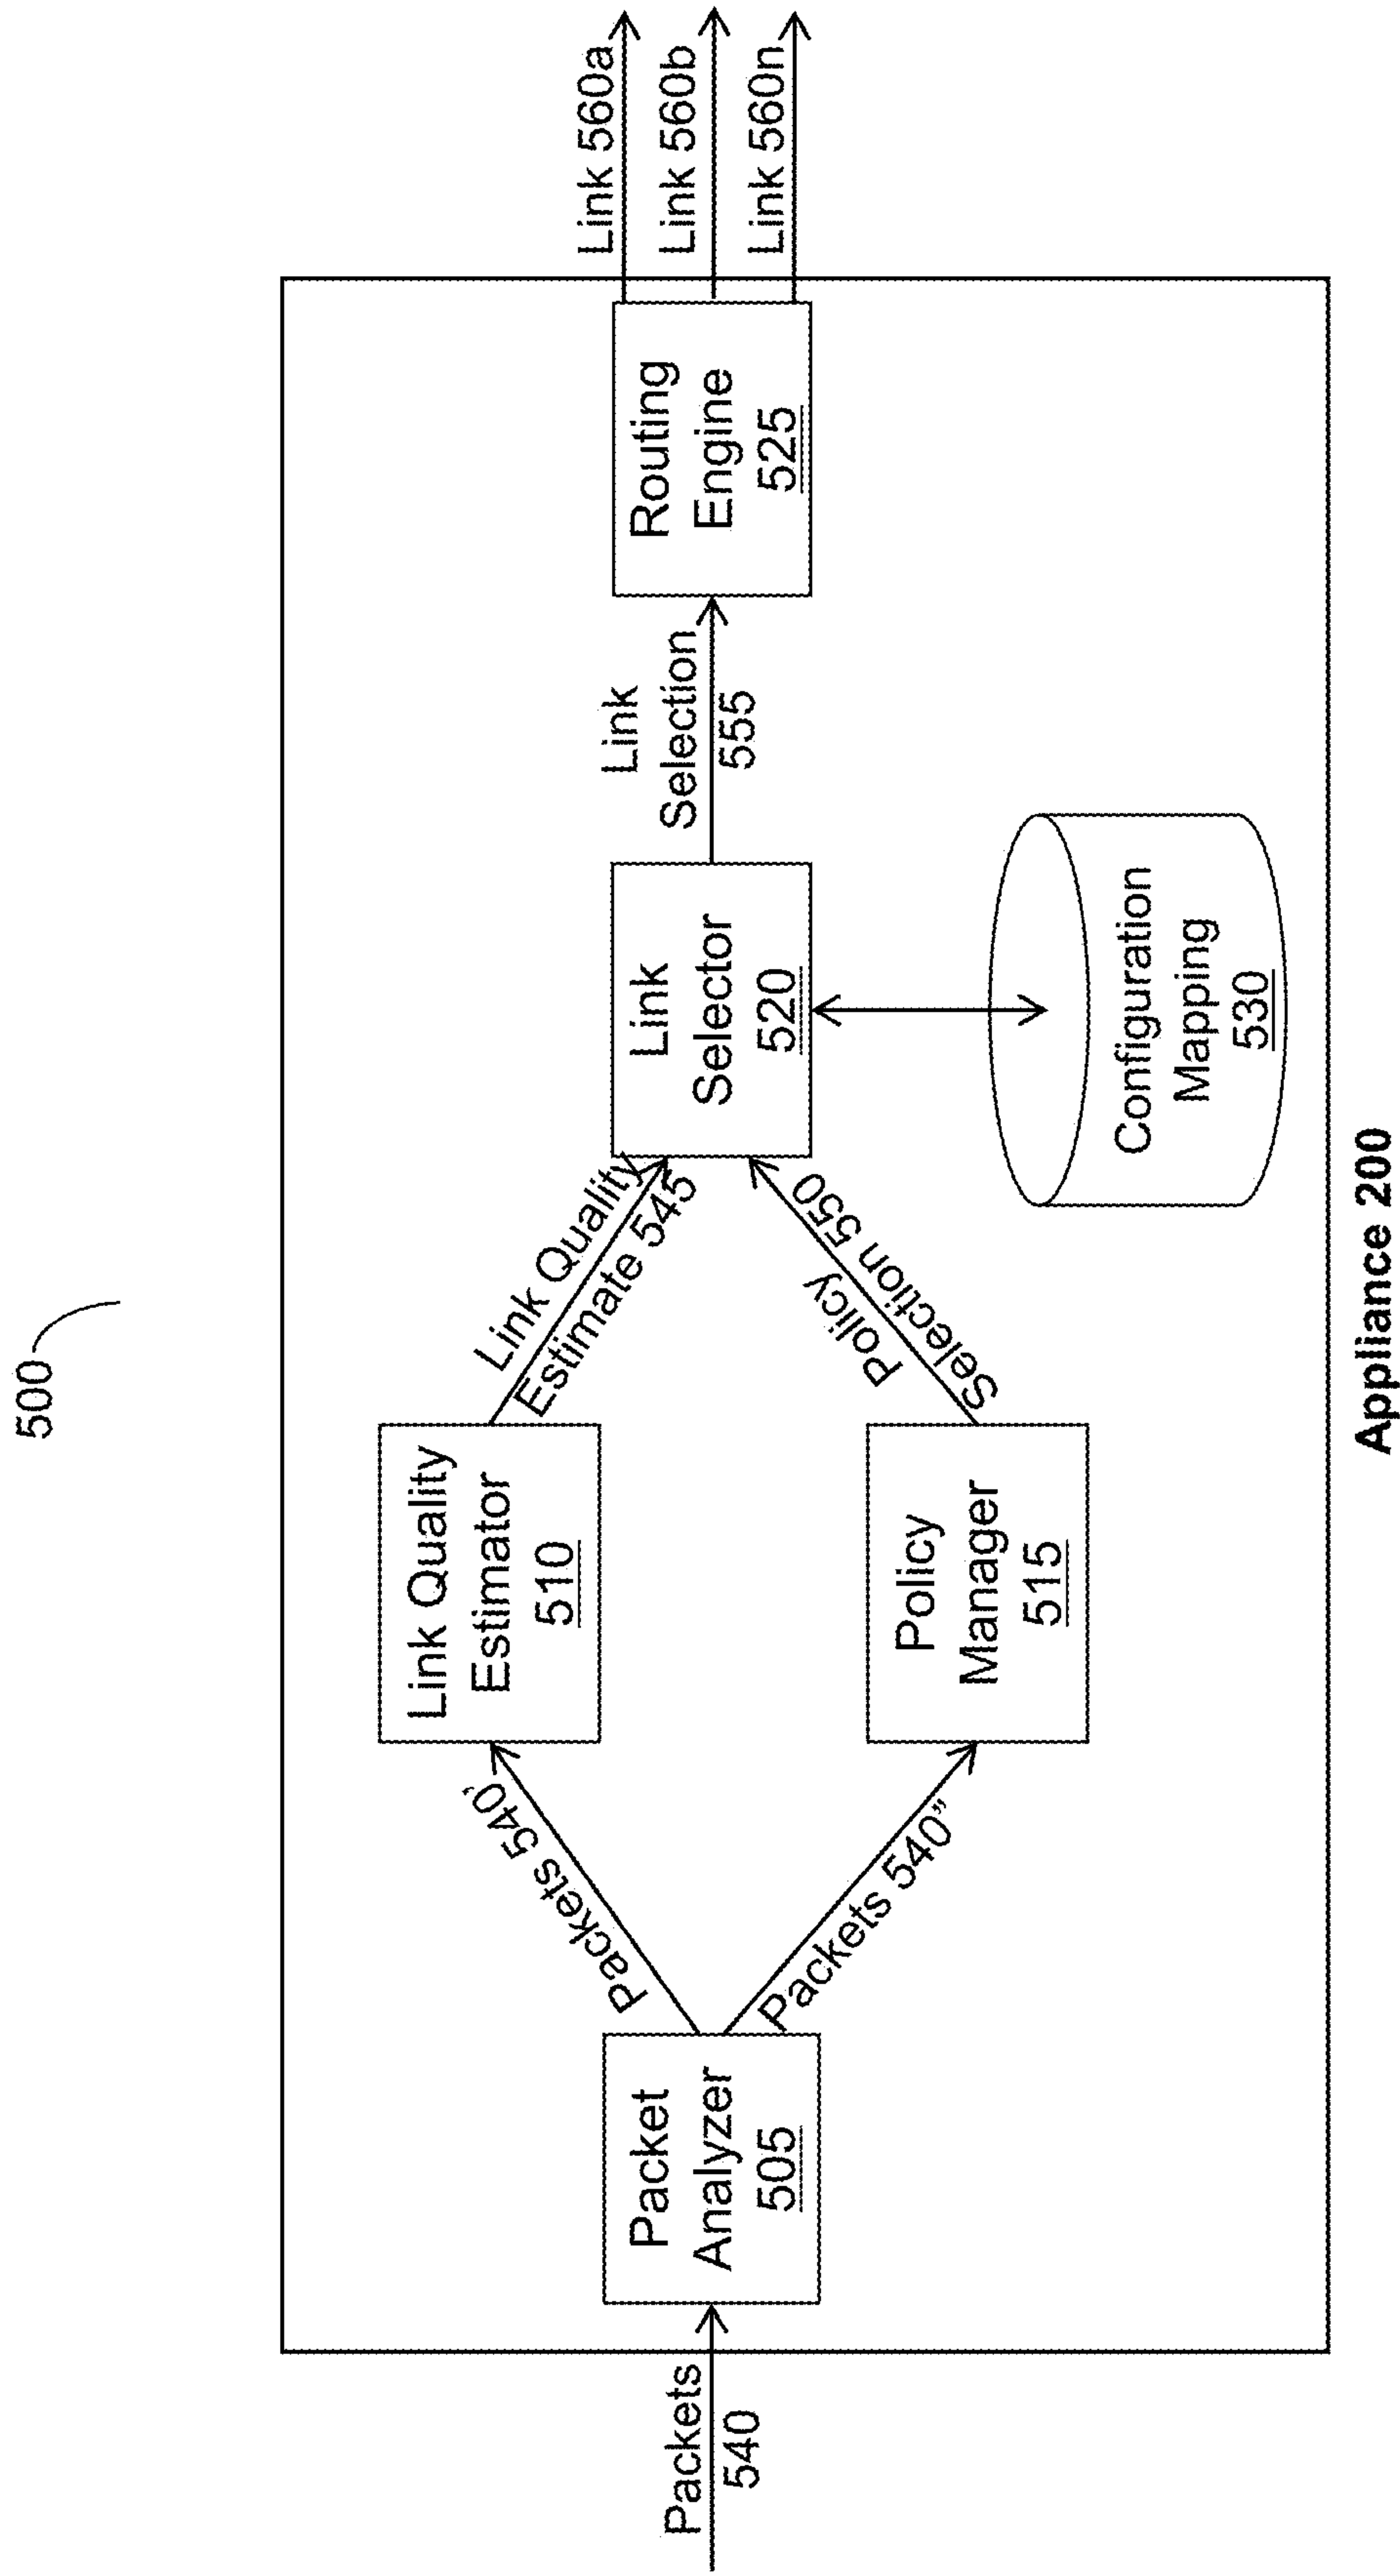 500
Packets
540
Packet
Analyzer
505
Packets 540'
Packets 540"
Link Quality
Estimator
510
Policy
Manager
515
Link Quality
Estimate 545
Policy
Selection 550
Link
Selector
520
Configuration
Mapping
530
Link
Selection
555
Routing
Engine
525
Link 560a
Link 560b
Link 560n
Appliance 200